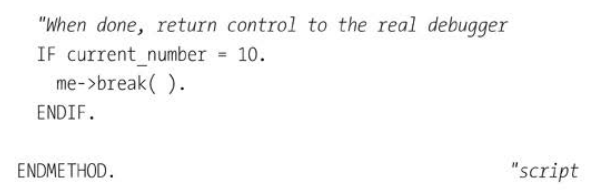 "When done, return control to the real debugger
IF current_number = 10.
me->break( ).
ENDIF.
ENDMETHOD. "script